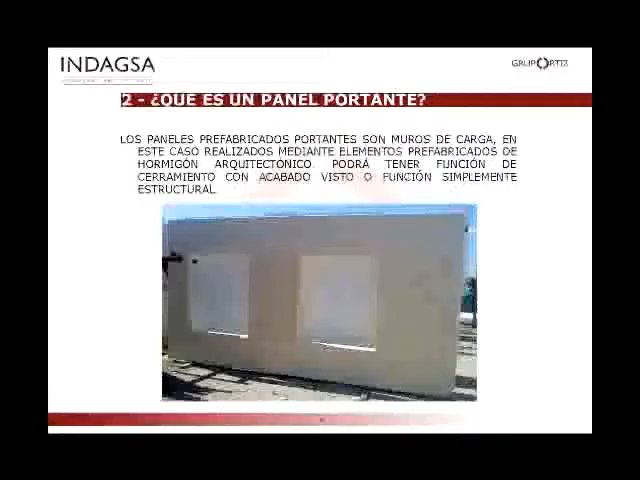 INDAGSA
GRUPORTIZ
2 - ¿QUE ES UN PANEL PORTANTE?
LOS PANELES PREFABRICADOS PORTANTES SON MUROS DE CARGA, EN
ESTE CASO REALIZADOS MEDIANTE ELEMENTOS PREFABRICADOS DE
HORMIGÓN ARQUITECTÓNICO. PODRÁ TENER FUNCIÓN DE
CERRAMIENTO CON ACABADO VISTO O FUNCIÓN SIMPLEMENTE
ESTRUCTURAL.